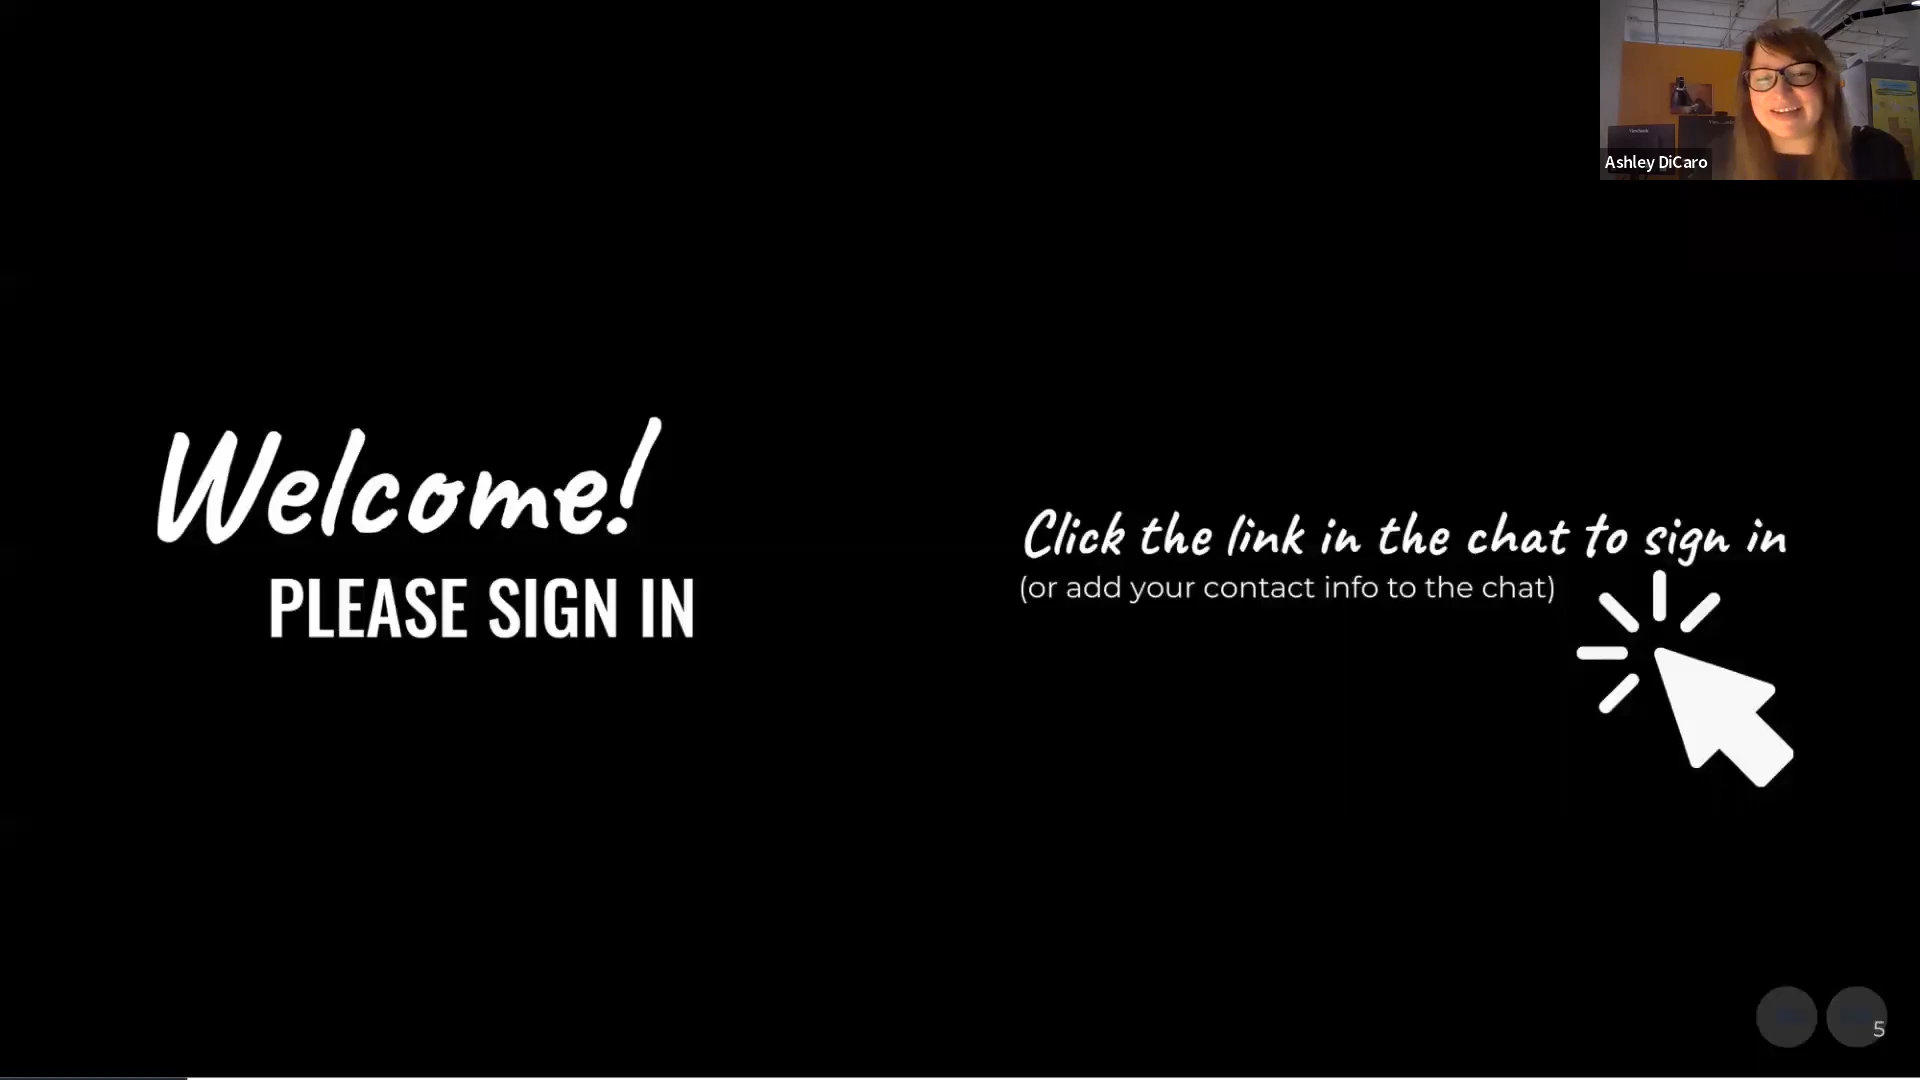 Ashley DiCaro
Welcome!
PLEASE SIGN IN
Click the link in the chat to sign in
(or add your contact info to the chat)
5